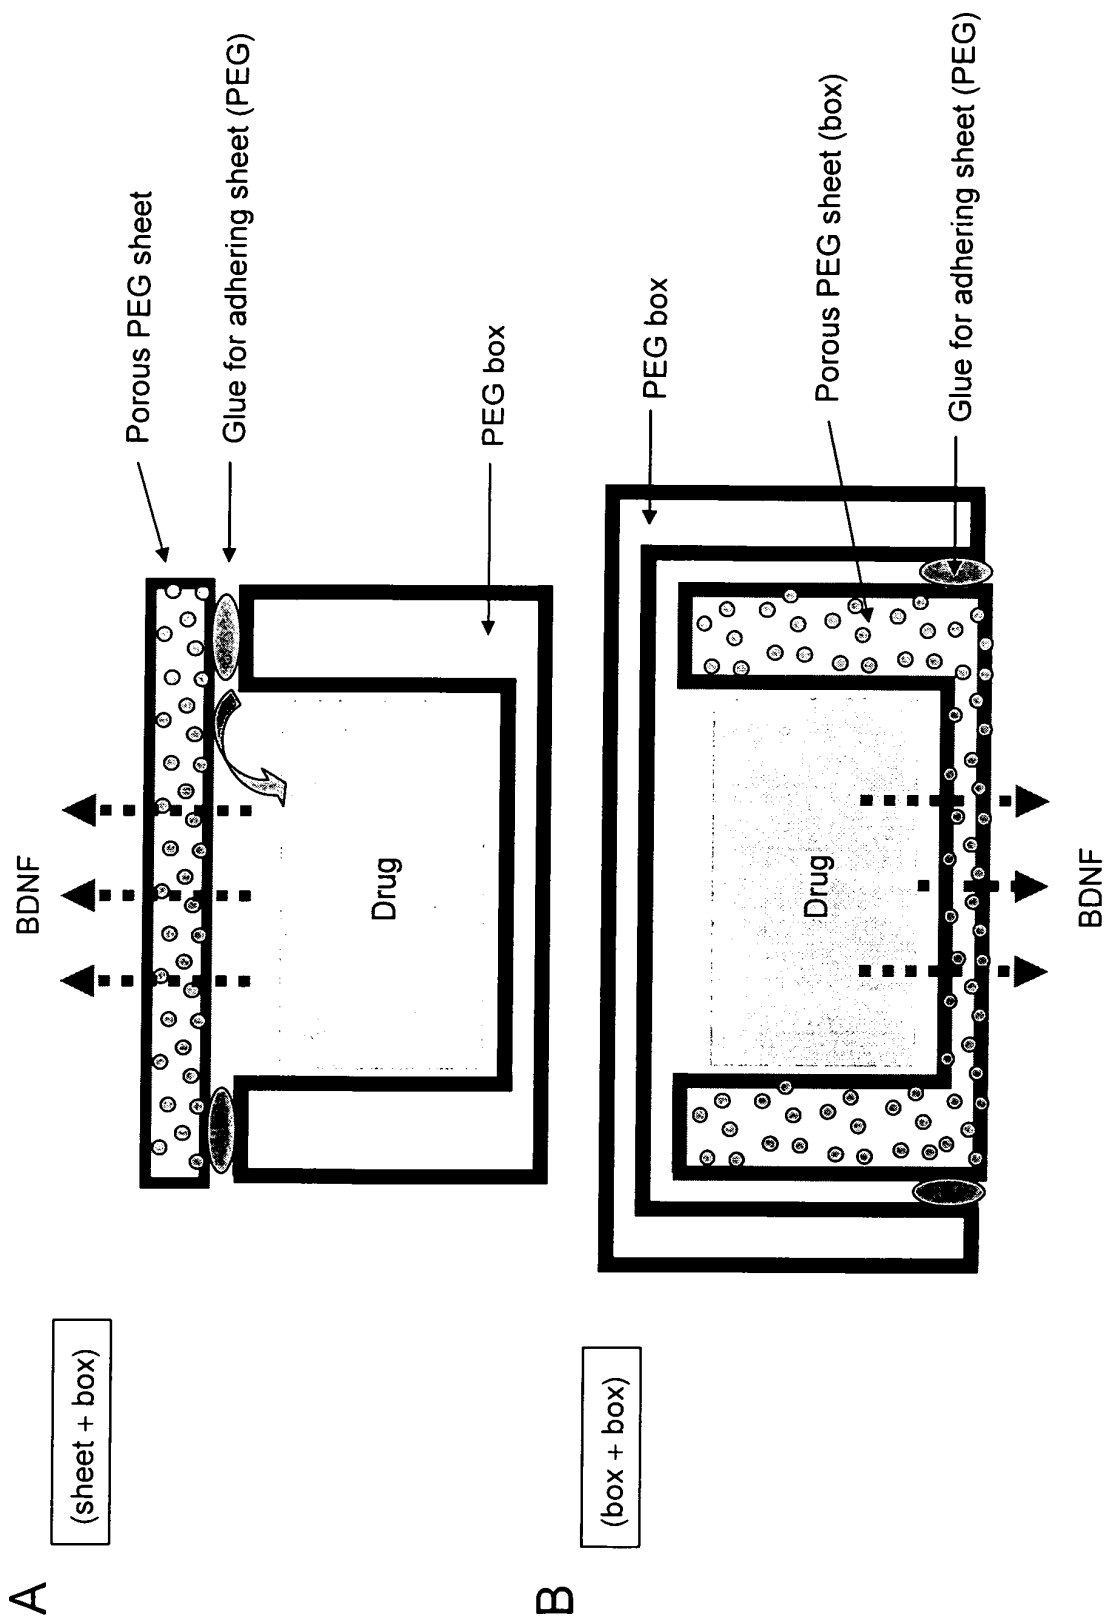 A
(sheet + box)
BDNF
Porous PEG sheet
Glue for adhering sheet (PEG)
Drug
PEG box
B
(box + box)
PEG box
Drug
Porous PEG sheet (box)
Glue for adhering sheet (PEG)
BDNF